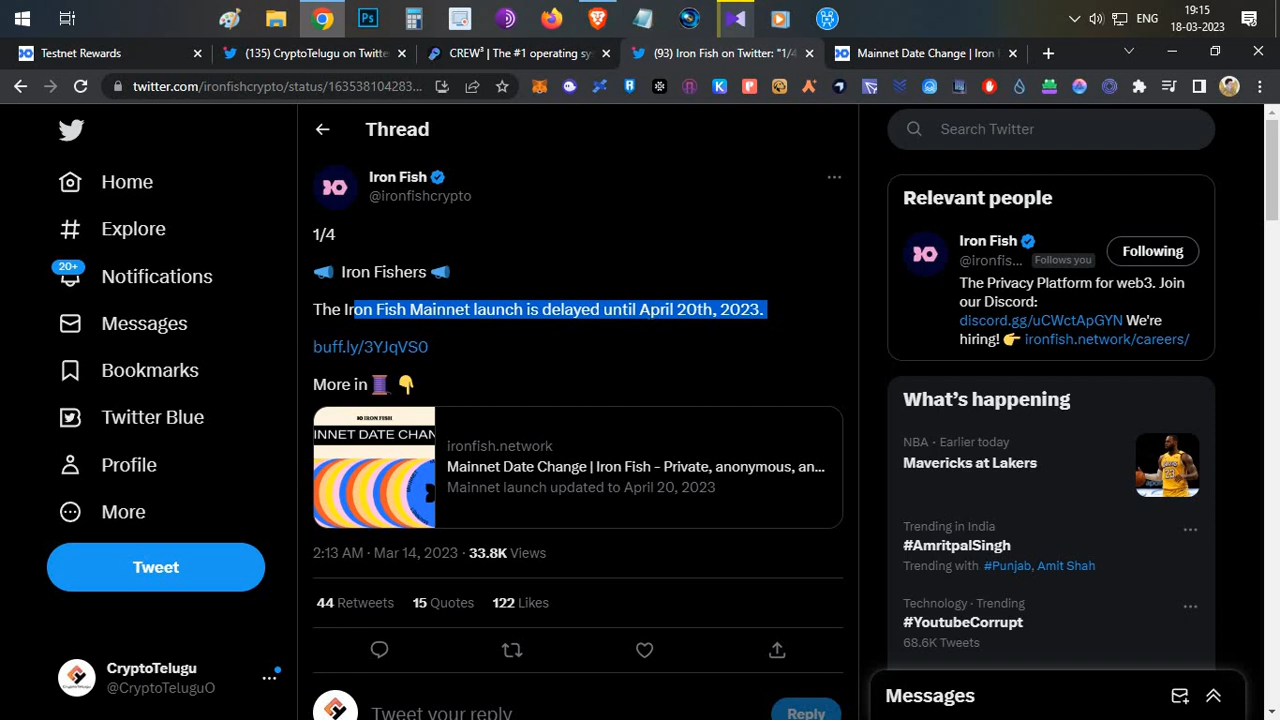 19:15
ENG
18-03-2023
Testnet Rewards
(135) CryptoTelugu on Twitte
CREW³ | The #1 operating sys
(93) Iron Fish on Twitter: "1/4
Mainnet Date Change | Iron
twitter.com/ironfishcrypto/status/163538104283...
Home
Explore
20+
Notifications
Messages
Bookmarks
Twitter Blue
Profile
More
Tweet
CryptoTelugu
@CryptoTeluguO
Thread
Iron Fish
@ironfishcrypto
1/4
📣 Iron Fishers 📣
The Iron Fish Mainnet launch is delayed until April 20th, 2023.
buff.ly/3YJqVS0
More in 🧵 👇
IRON FISH
INNET DATE CHAN
ironfish.network
Mainnet Date Change | Iron Fish – Private, anonymous, an...
Mainnet launch updated to April 20, 2023
2:13 AM · Mar 14, 2023 · 33.8K Views
44 Retweets 15 Quotes 122 Likes
Tweet your reply
Reply
Search Twitter
Relevant people
Iron Fish
@ironfis... Follows you
Following
The Privacy Platform for web3. Join
our Discord:
discord.gg/uCWctApGYN We're
hiring! 👉 ironfish.network/careers/
What's happening
NBA · Earlier today
Mavericks at Lakers
Trending in India
#AmritpalSingh
Trending with #Punjab, Amit Shah
Technology · Trending
#YoutubeCorrupt
68.6K Tweets
Messages